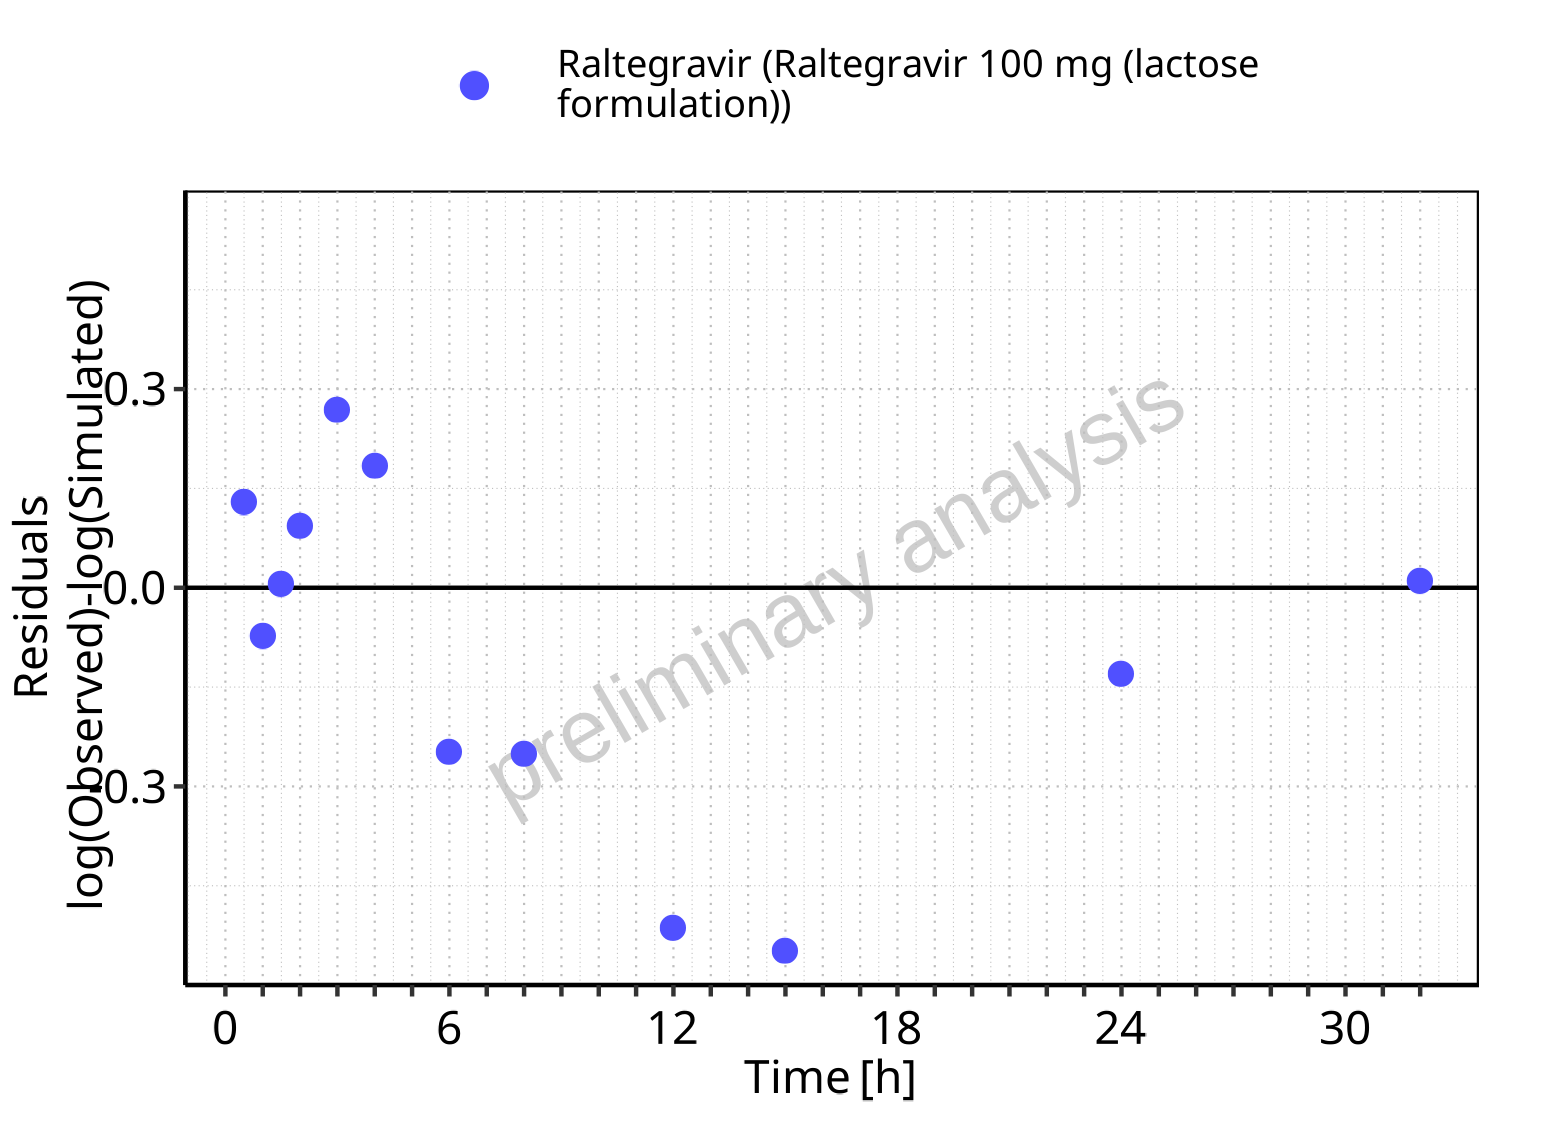 Raltegravir (Raltegravir 100 mg (lactose
formulation))
Residuals
log(Observed)-log(Simulated)
0.3
0.0
-0.3
preliminary analysis
0 6 12 18 24 30
Time [h]